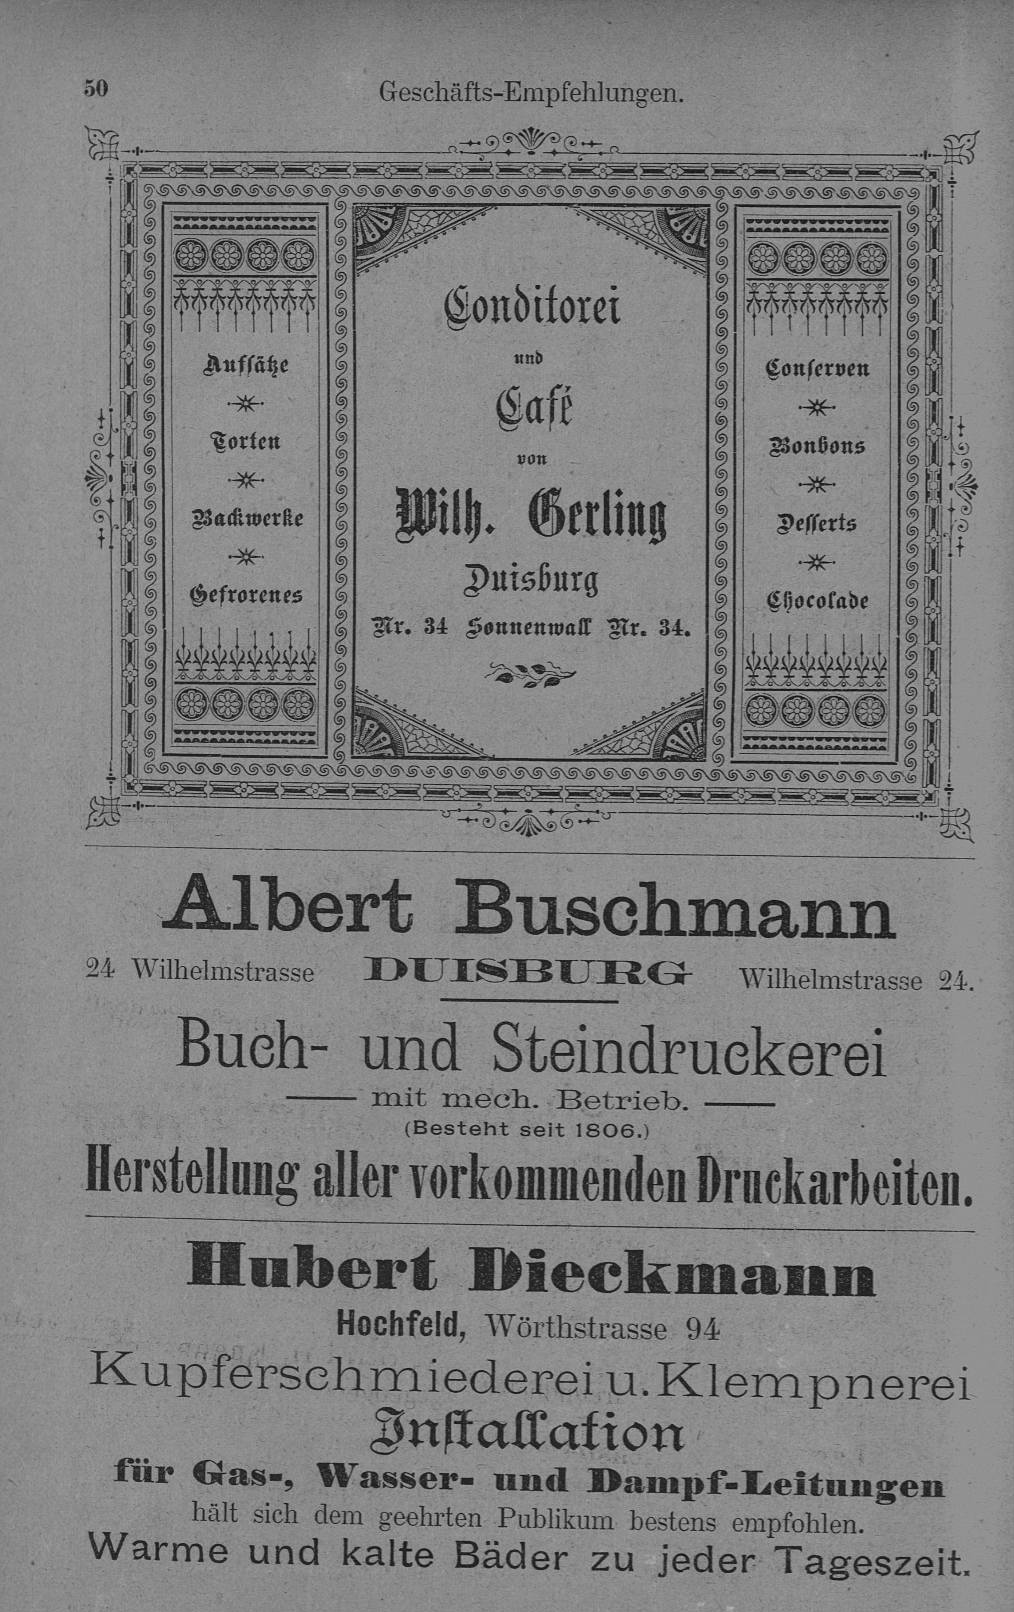 50
Geschäfts-Empfehlungen.
Aufsätze
Torten
Backwerke
Gefrorenes
Conditorei
und
Café
von
Wilh. Gerling
Duisburg
Nr. 34 Sonnenwall Nr. 34.
Conserven
Bonbons
Desserts
Chocolade
Albert Buschmann
24 Wilhelmstrasse DUISBURG Wilhelmstrasse 24.
Buch- und Steindruckerei
mit mech. Betrieb.
(Besteht seit 1806.)
Herstellung aller vorkommenden Druckarbeiten.
Hubert Dieckmann
Hochfeld, Wörthstrasse 94
Kupferschmiederei u. Klempnerei
Installation
für Gas-, Wasser- und Dampf-Leitungen
hält sich dem geehrten Publikum bestens empfohlen.
Warme und kalte Bäder zu jeder Tageszeit.